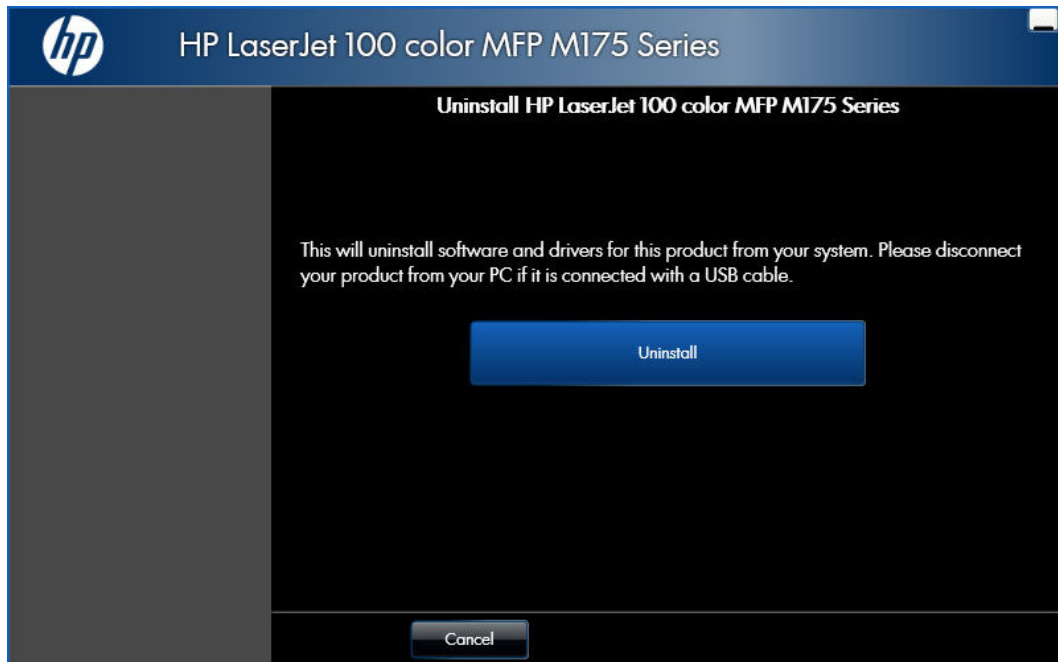 hp
HP LaserJet 100 color MFP M175 Series
Uninstall HP LaserJet 100 color MFP M175 Series
This will uninstall software and drivers for this product from your system. Please disconnect
your product from your PC if it is connected with a USB cable.
Uninstall
Cancel